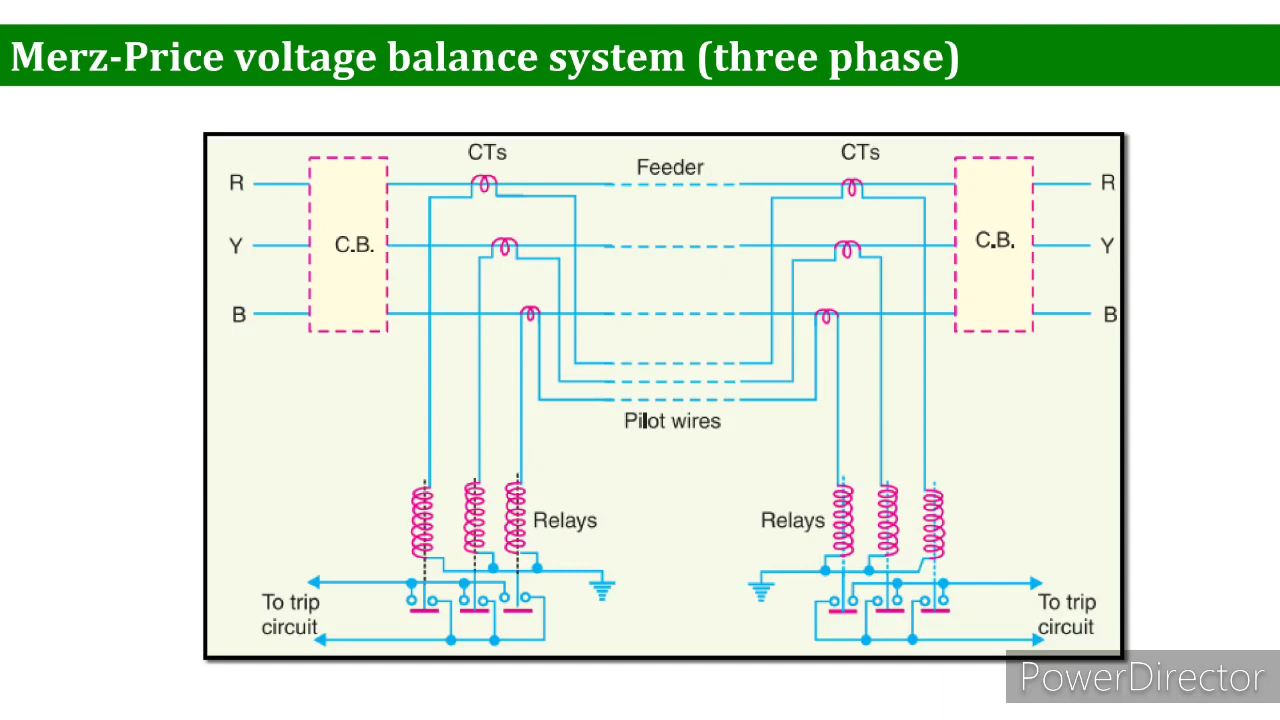 Merz-Price voltage balance system (three phase)
CTs
Feeder
CTs
R
R
Y
C.B.
C.B.
Y
B
B
Pilot wires
Relays
Relays
To trip
circuit
To trip
circuit
PowerDirector